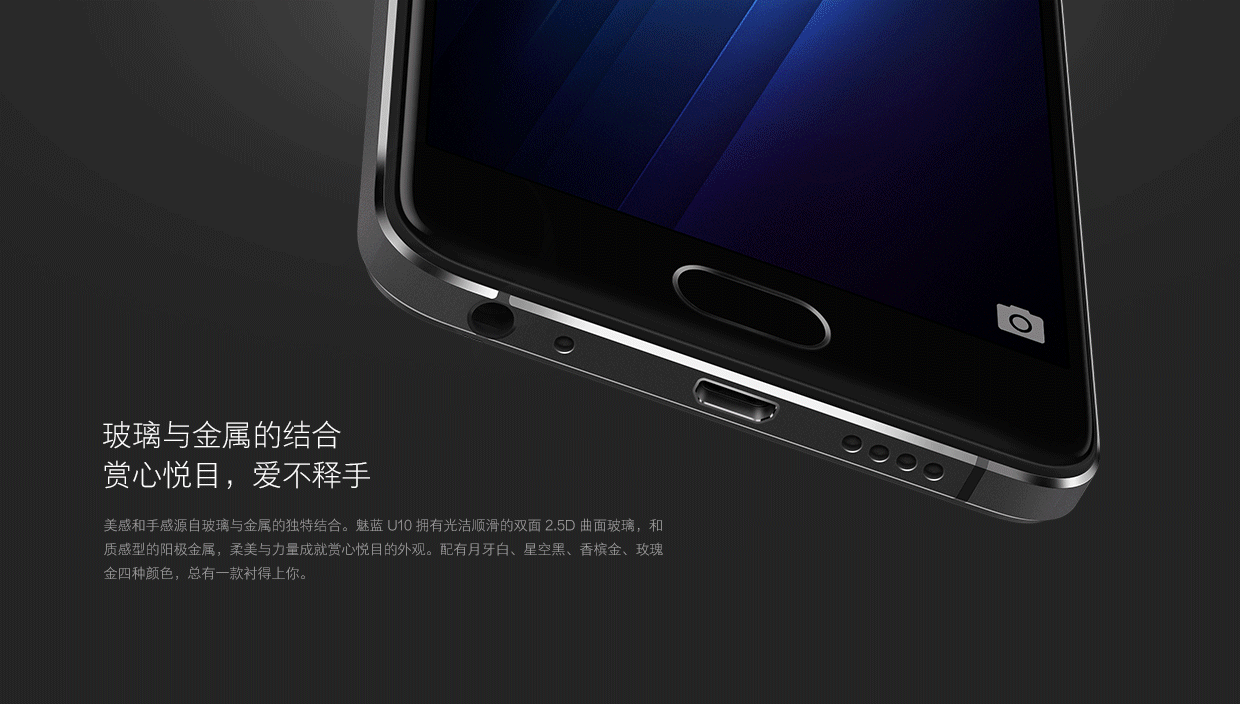 玻璃与金属的结合
赏心悦目，爱不释手
美感和手感源自玻璃与金属的独特结合。魅蓝 U10 拥有光洁顺滑的双面 2.5D 曲面玻璃，和
质感型的阳极金属，柔美与力量成就赏心悦目的外观。配有月牙白、星空黑、香槟金、玫瑰
金四种颜色，总有一款衬得上你。